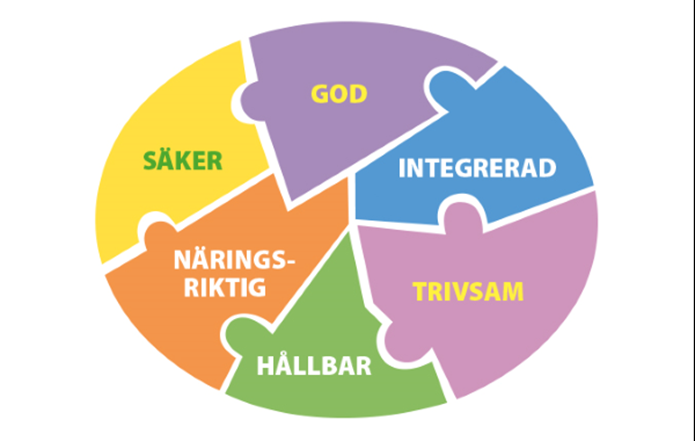 GOD
INTEGRERAD
TRIVSAM
HÅLLBAR
NÄRINGS-
RIKTIG
SÄKER